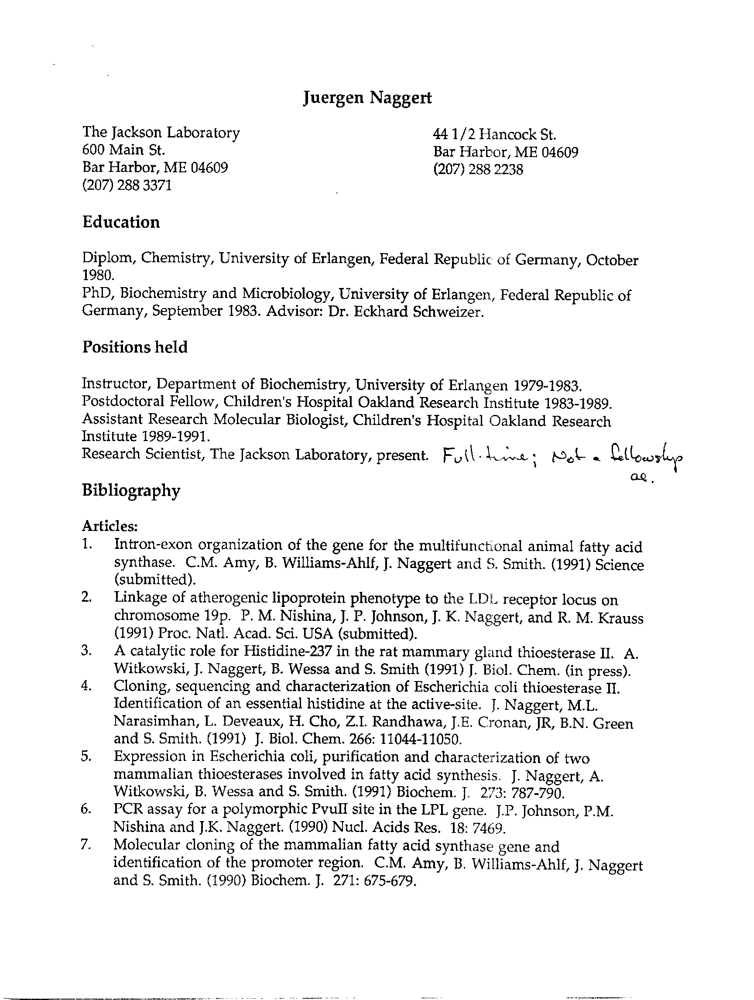 Juergen Naggert
The Jackson Laboratory
600 Main St.
Bar Harbor, ME 04609
(207) 288 3371
44 1/2 Hancock St.
Bar Harbor, ME 04609
(207) 288 2238
Education
Diplom, Chemistry, University of Erlangen, Federal Republic of Germany, October
1980.
PhD, Biochemistry and Microbiology, University of Erlangen, Federal Republic of
Germany, September 1983. Advisor: Dr. Eckhard Schweizer.
Positions held
Instructor, Department of Biochemistry, University of Erlangen 1979-1983.
Postdoctoral Fellow, Children's Hospital Oakland Research Institute 1983-1989.
Assistant Research Molecular Biologist, Children's Hospital Oakland Research
Institute 1989-1991.
Research Scientist, The Jackson Laboratory, present. Full-time; Not a fellowship
Bibliography
Articles:
1. Intron-exon organization of the gene for the multifunctional animal fatty acid
synthase. C.M. Amy, B. Williams-Ahlf, J. Naggert and S. Smith. (1991) Science
(submitted).
2. Linkage of atherogenic lipoprotein phenotype to the LDL receptor locus on
chromosome 19p. P. M. Nishina, J. P. Johnson, J. K. Naggert, and R. M. Krauss
(1991) Proc. Natl. Acad. Sci. USA (submitted).
3. A catalytic role for Histidine-237 in the rat mammary gland thioesterase II. A.
Witkowski, J. Naggert, B. Wessa and S. Smith (1991) J. Biol. Chem. (in press).
4. Cloning, sequencing and characterization of Escherichia coli thioesterase II.
Identification of an essential histidine at the active-site. J. Naggert, M.L.
Narasimhan, L. Deveaux, H. Cho, Z.I. Randhawa, J.E. Cronan, JR, B.N. Green
and S. Smith. (1991) J. Biol. Chem. 266: 11044-11050.
5. Expression in Escherichia coli, purification and characterization of two
mammalian thioesterases involved in fatty acid synthesis. J. Naggert, A.
Witkowski, B. Wessa and S. Smith. (1991) Biochem. J. 273: 787-790.
6. PCR assay for a polymorphic PvuII site in the LPL gene. J.P. Johnson, P.M.
Nishina and J.K. Naggert. (1990) Nucl. Acids Res. 18: 7469.
7. Molecular cloning of the mammalian fatty acid synthase gene and
identification of the promoter region. C.M. Amy, B. Williams-Ahlf, J. Naggert
and S. Smith. (1990) Biochem. J. 271: 675-679.